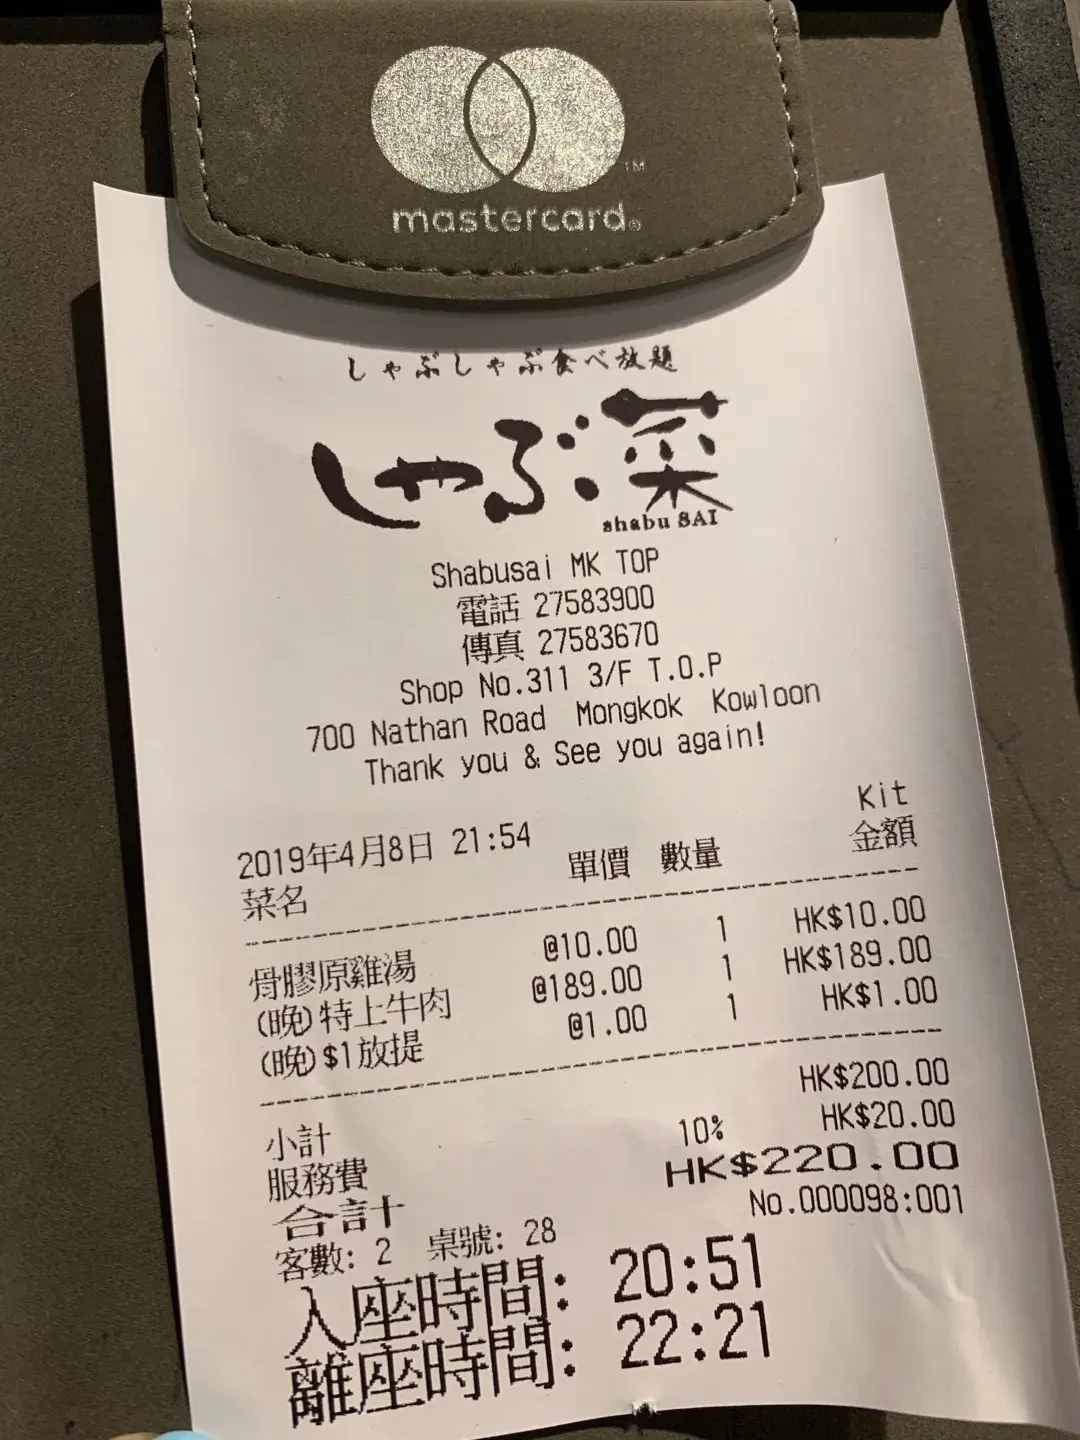 mastercard®
しゃぶしゃぶ食べ放題
しゃぶ菜
shabu SAI
Shabusai MK TOP
電話 27583900
傳真 27583670
Shop No.311 3/F T.O.P
700 Nathan Road Mongkok Kowloon
Thank you & See you again!
Kit
2019年4月8日 21:54
菜名 單價 數量 金額
骨膠原雞湯 @10.00 1 HK$10.00
(晚)特上牛肉 @189.00 1 HK$189.00
(晚)$1放提 @1.00 1 HK$1.00
小計 HK$200.00
服務費 10% HK$20.00
合計 HK$220.00
No.000098:001
客數: 2 桌號: 28
入座時間: 20:51
離座時間: 22:21